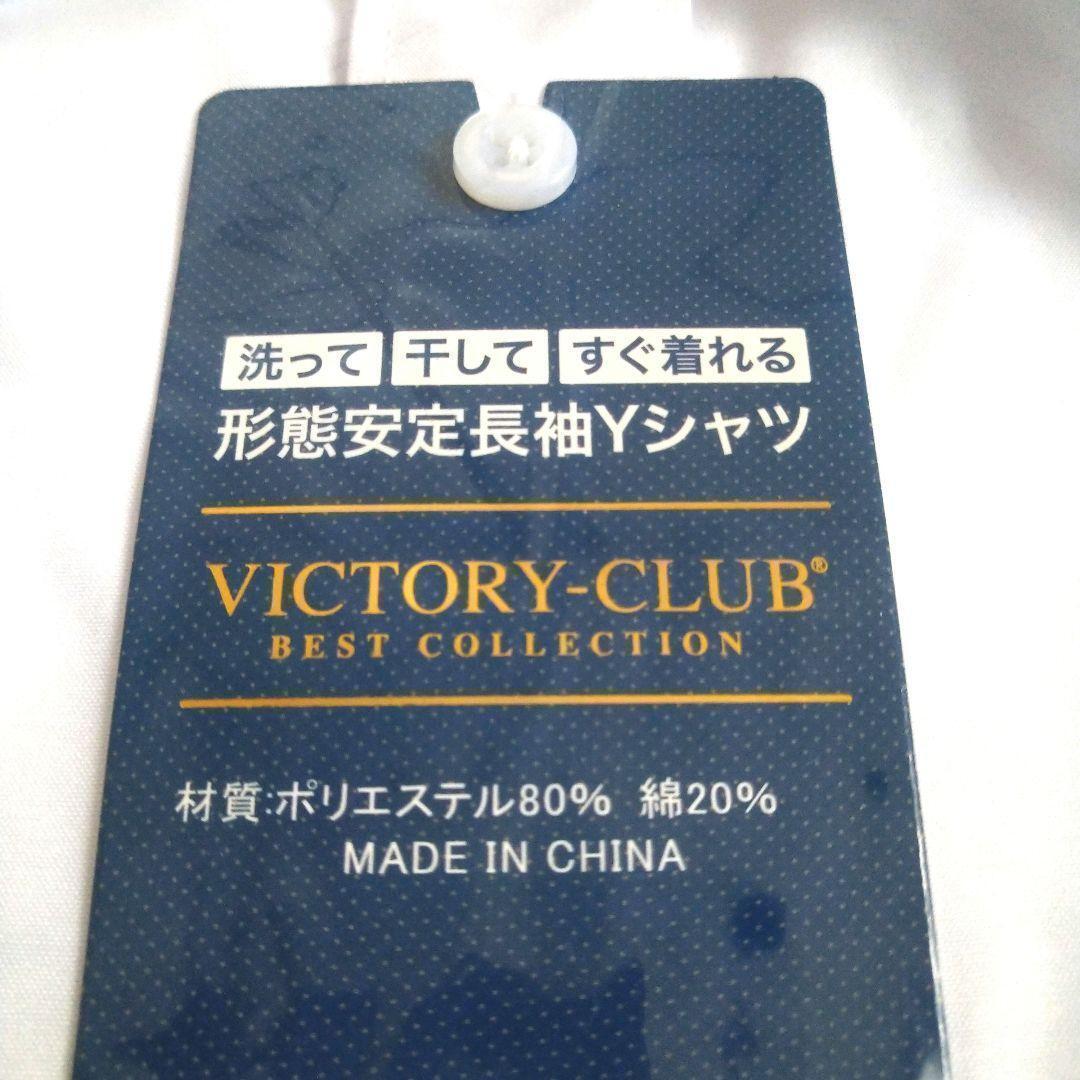 洗って 干して すぐ着れる
形態安定長袖Yシャツ
VICTORY-CLUB®
BEST COLLECTION
材質:ポリエステル80% 綿20%
MADE IN CHINA